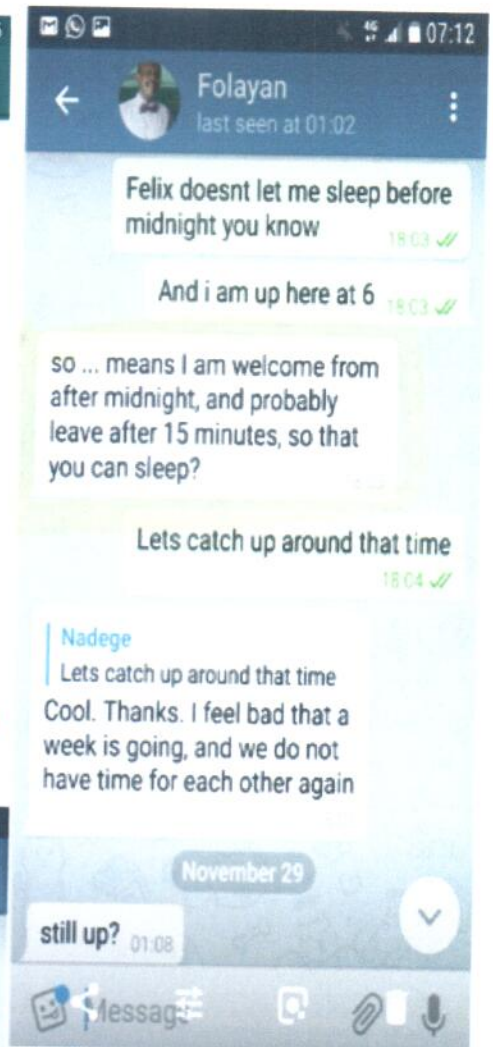 4G 07:12
Folayan
last seen at 01:02
Felix doesnt let me sleep before
midnight you know
18:03
And i am up here at 6
18:03
so ... means I am welcome from
after midnight, and probably
leave after 15 minutes, so that
you can sleep?
Lets catch up around that time
18:04
Nadege
Lets catch up around that time
Cool. Thanks. I feel bad that a
week is going, and we do not
have time for each other again
November 29
still up? 01:08
Message